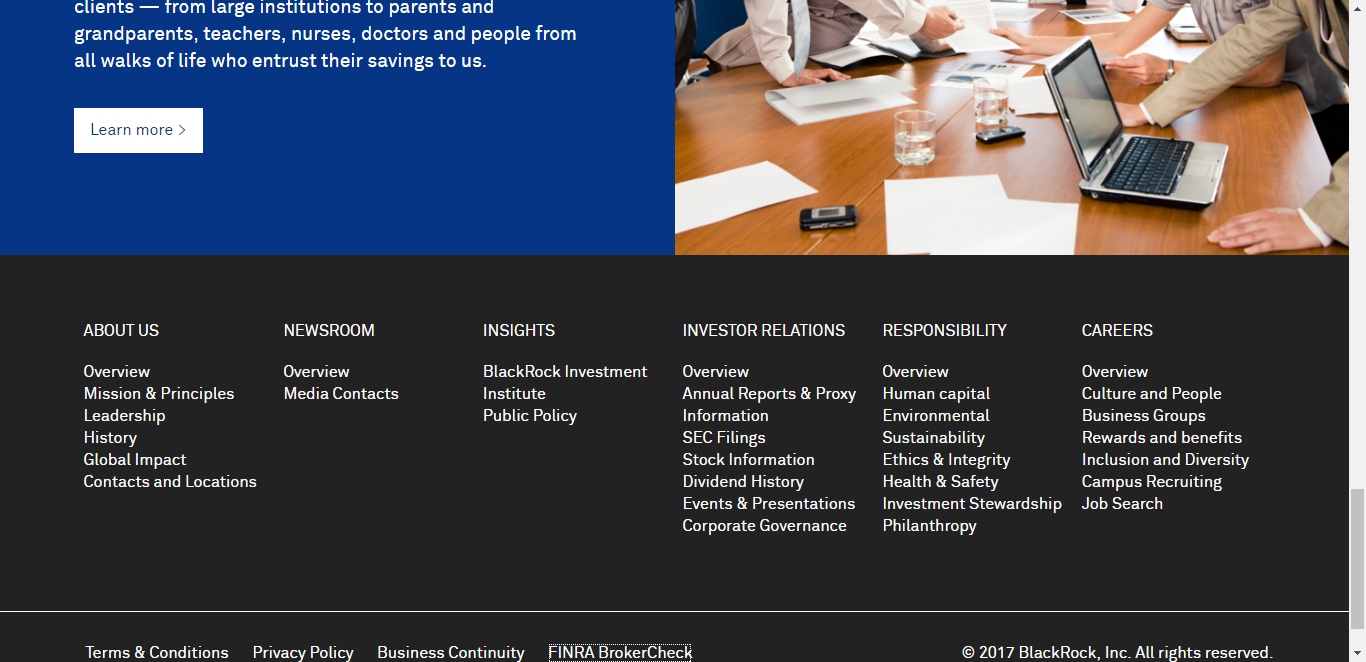 clients — from large institutions to parents and
grandparents, teachers, nurses, doctors and people from
all walks of life who entrust their savings to us.
Learn more >
ABOUT US
Overview
Mission & Principles
Leadership
History
Global Impact
Contacts and Locations
NEWSROOM
Overview
Media Contacts
INSIGHTS
BlackRock Investment
Institute
Public Policy
INVESTOR RELATIONS
Overview
Annual Reports & Proxy
Information
SEC Filings
Stock Information
Dividend History
Events & Presentations
Corporate Governance
RESPONSIBILITY
Overview
Human capital
Environmental
Sustainability
Ethics & Integrity
Health & Safety
Investment Stewardship
Philanthropy
CAREERS
Overview
Culture and People
Business Groups
Rewards and benefits
Inclusion and Diversity
Campus Recruiting
Job Search
Terms & Conditions Privacy Policy Business Continuity FINRA BrokerCheck © 2017 BlackRock, Inc. All rights reserved.